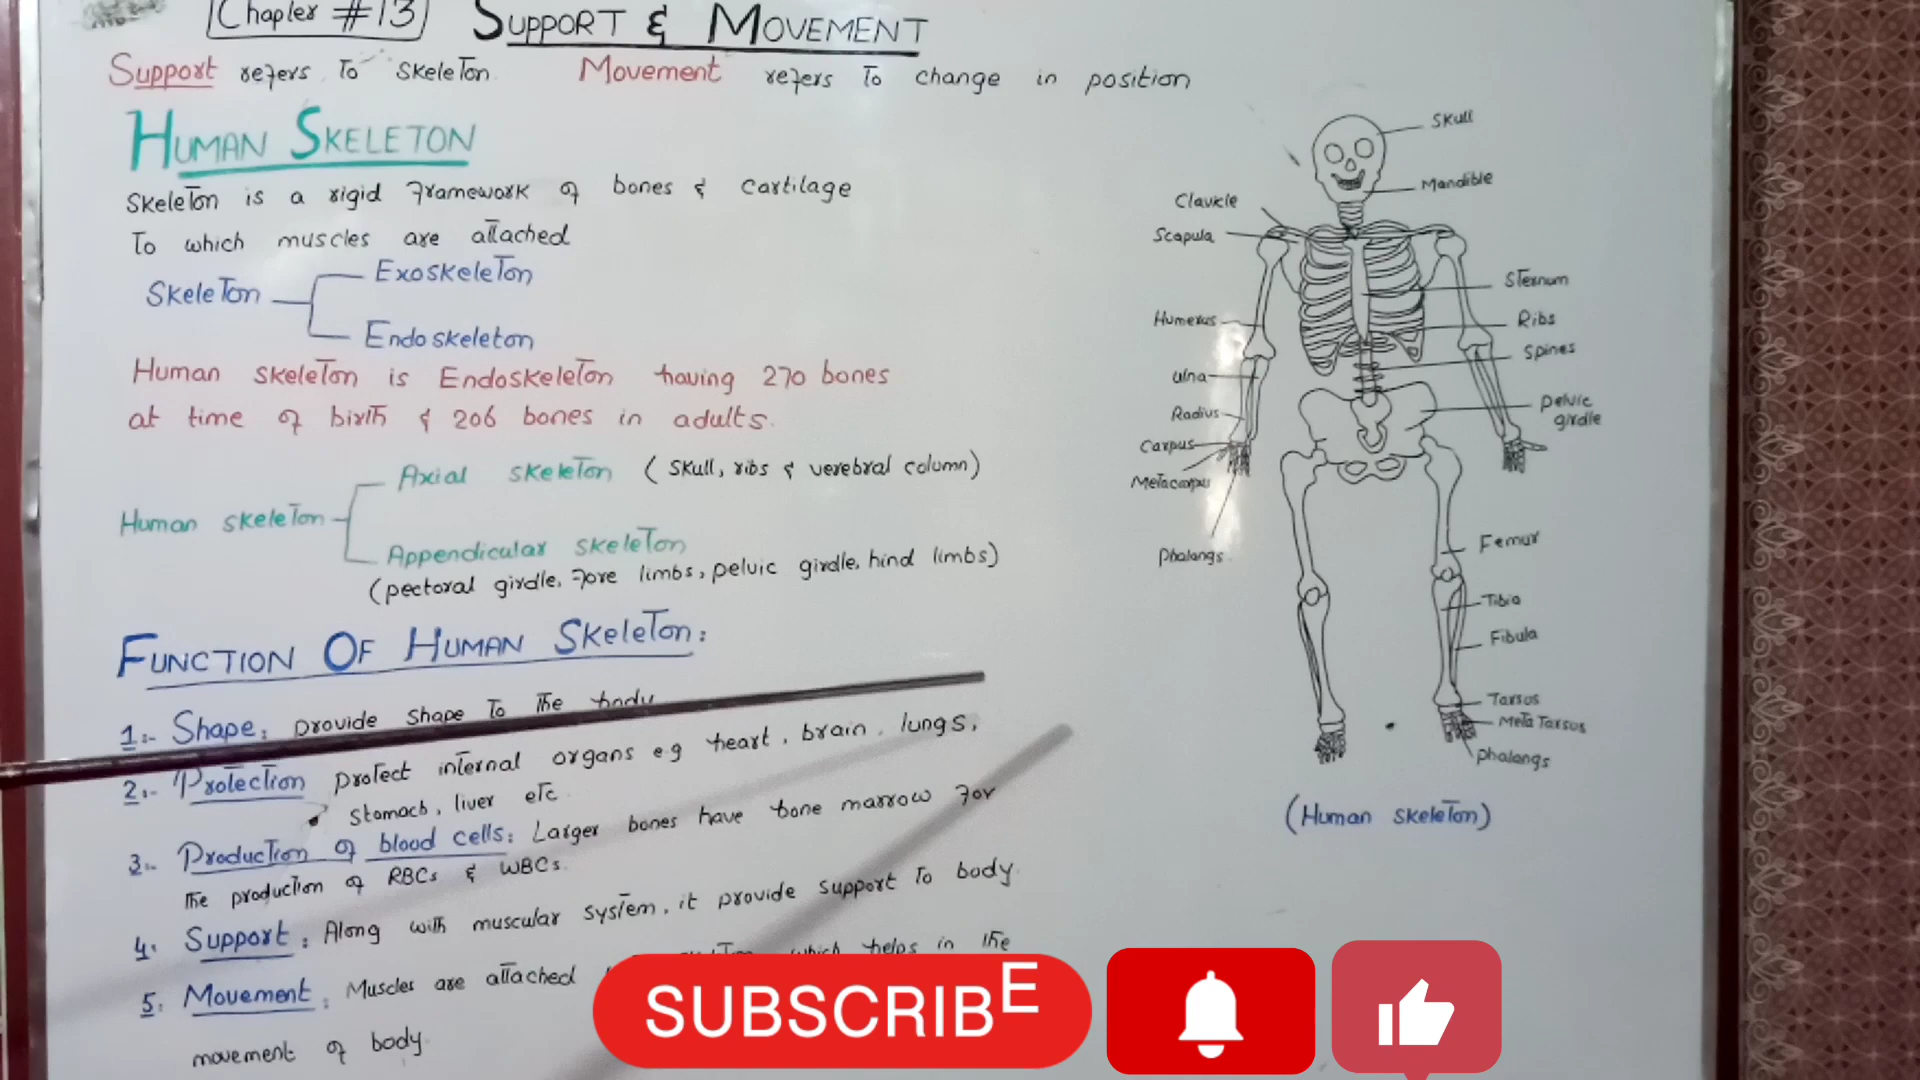 Chapter #13 SUPPORT & MOVEMENT
Support refers To Skeleton. Movement refers To change in position
HUMAN SKELETON
Skeleton is a rigid framework of bones & cartilage
To which muscles are attached
Skeleton
Exoskeleton
Endoskeleton
Human skeleton is Endoskeleton having 270 bones
at time of birth & 206 bones in adults.
Human skeleton
Axial skeleton (Skull, ribs & verebral column)
Appendicular skeleton
(pectoral girdle, fore limbs, pelvic girdle, hind limbs)
FUNCTION OF HUMAN SKeleton:
1:- Shape: provide shape To The body
2:- Protection protect internal organs e.g heart, brain, lungs,
stomach, liver etc
3:- Production of blood cells: Larger bones have bone marrow for
The production of RBCs & WBCs.
4. Support: Along with muscular system, it provide support To body.
5. Movement: Muscles are attached which helps in The
movement of body.
Skull
Mandible
Clavicle
Scapula
Sternum
Humerus
Ribs
Spines
Ulna
Radius
Pelvic
girdle
Carpus
Metacarpus
Phalangs
Femur
Tibia
Fibula
Tarsus
Meta Tarsus
Phalangs
(Human skeleton)
SUBSCRIBE